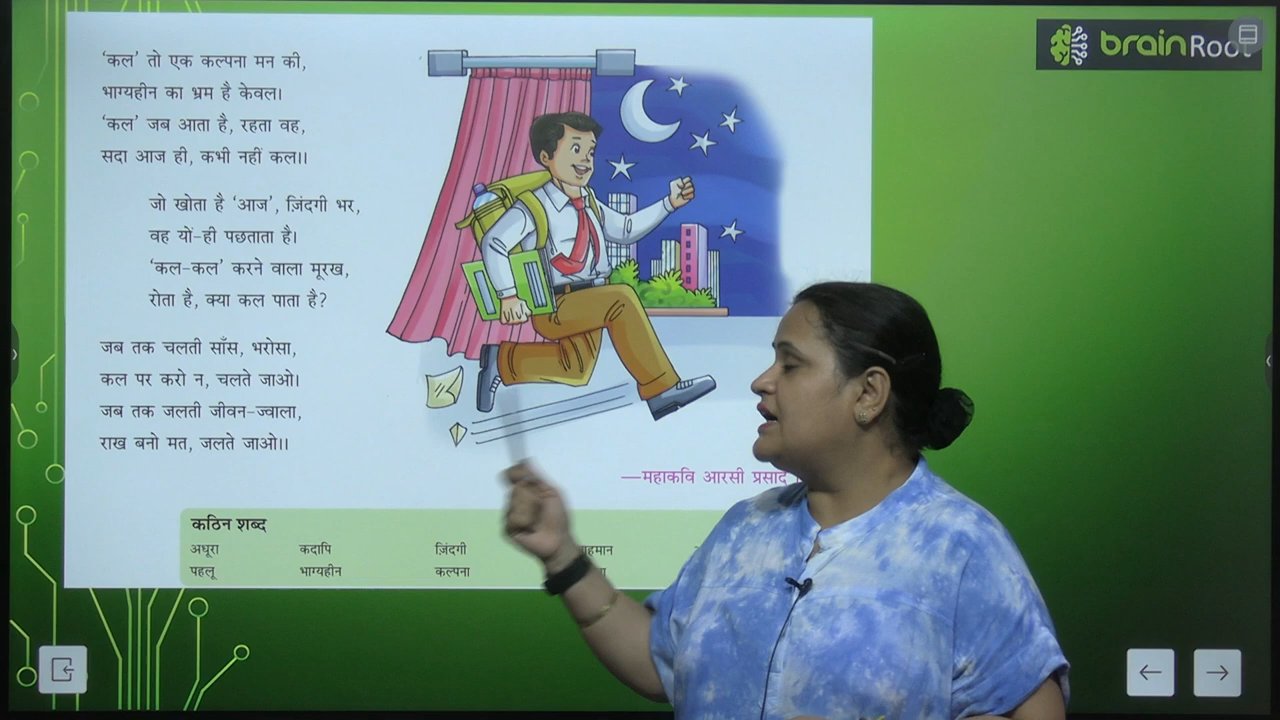 ‘कल’ तो एक कल्पना मन की,
भाग्यहीन का भ्रम है केवल।
‘कल’ जब आता है, रहता वह,
सदा आज ही, कभी नहीं कल।।
जो खोता है ‘आज’, ज़िंदगी भर,
वह यों-ही पछताता है।
‘कल-कल’ करने वाला मूरख,
रोता है, क्या कल पाता है?
जब तक चलती साँस, भरोसा,
कल पर करो न, चलते जाओ।
जब तक जलती जीवन-ज्वाला,
राख बनो मत, जलते जाओ।।
—महाकवि आरसी प्रसाद
कठिन शब्द
अधूरा कदापि ज़िंदगी
पहलू भाग्यहीन कल्पना
brain Root